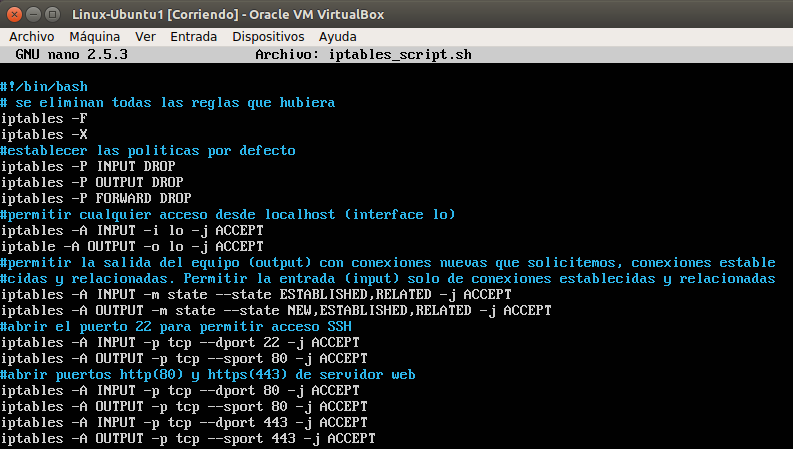 Linux-Ubuntu1 [Corriendo] - Oracle VM VirtualBox
Archivo Máquina Ver Entrada Dispositivos Ayuda
GNU nano 2.5.3 Archivo: iptables_script.sh
#!/bin/bash
# se eliminan todas las reglas que hubiera
iptables -F
iptables -X
#establecer las politicas por defecto
iptables -P INPUT DROP
iptables -P OUTPUT DROP
iptables -P FORWARD DROP
#permitir cualquier acceso desde localhost (interface lo)
iptables -A INPUT -i lo -j ACCEPT
iptable -A OUTPUT -o lo -j ACCEPT
#permitir la salida del equipo (output) con conexiones nuevas que solicitemos, conexiones estable
#cidas y relacionadas. Permitir la entrada (input) solo de conexiones establecidas y relacionadas
iptables -A INPUT -m state --state ESTABLISHED,RELATED -j ACCEPT
iptables -A OUTPUT -m state --state NEW,ESTABLISHED,RELATED -j ACCEPT
#abrir el puerto 22 para permitir acceso SSH
iptables -A INPUT -p tcp --dport 22 -j ACCEPT
iptables -A OUTPUT -p tcp --sport 80 -j ACCEPT
#abrir puertos http(80) y https(443) de servidor web
iptables -A INPUT -p tcp --dport 80 -j ACCEPT
iptables -A OUTPUT -p tcp --sport 80 -j ACCEPT
iptables -A INPUT -p tcp --dport 443 -j ACCEPT
iptables -A OUTPUT -p tcp --sport 443 -j ACCEPT